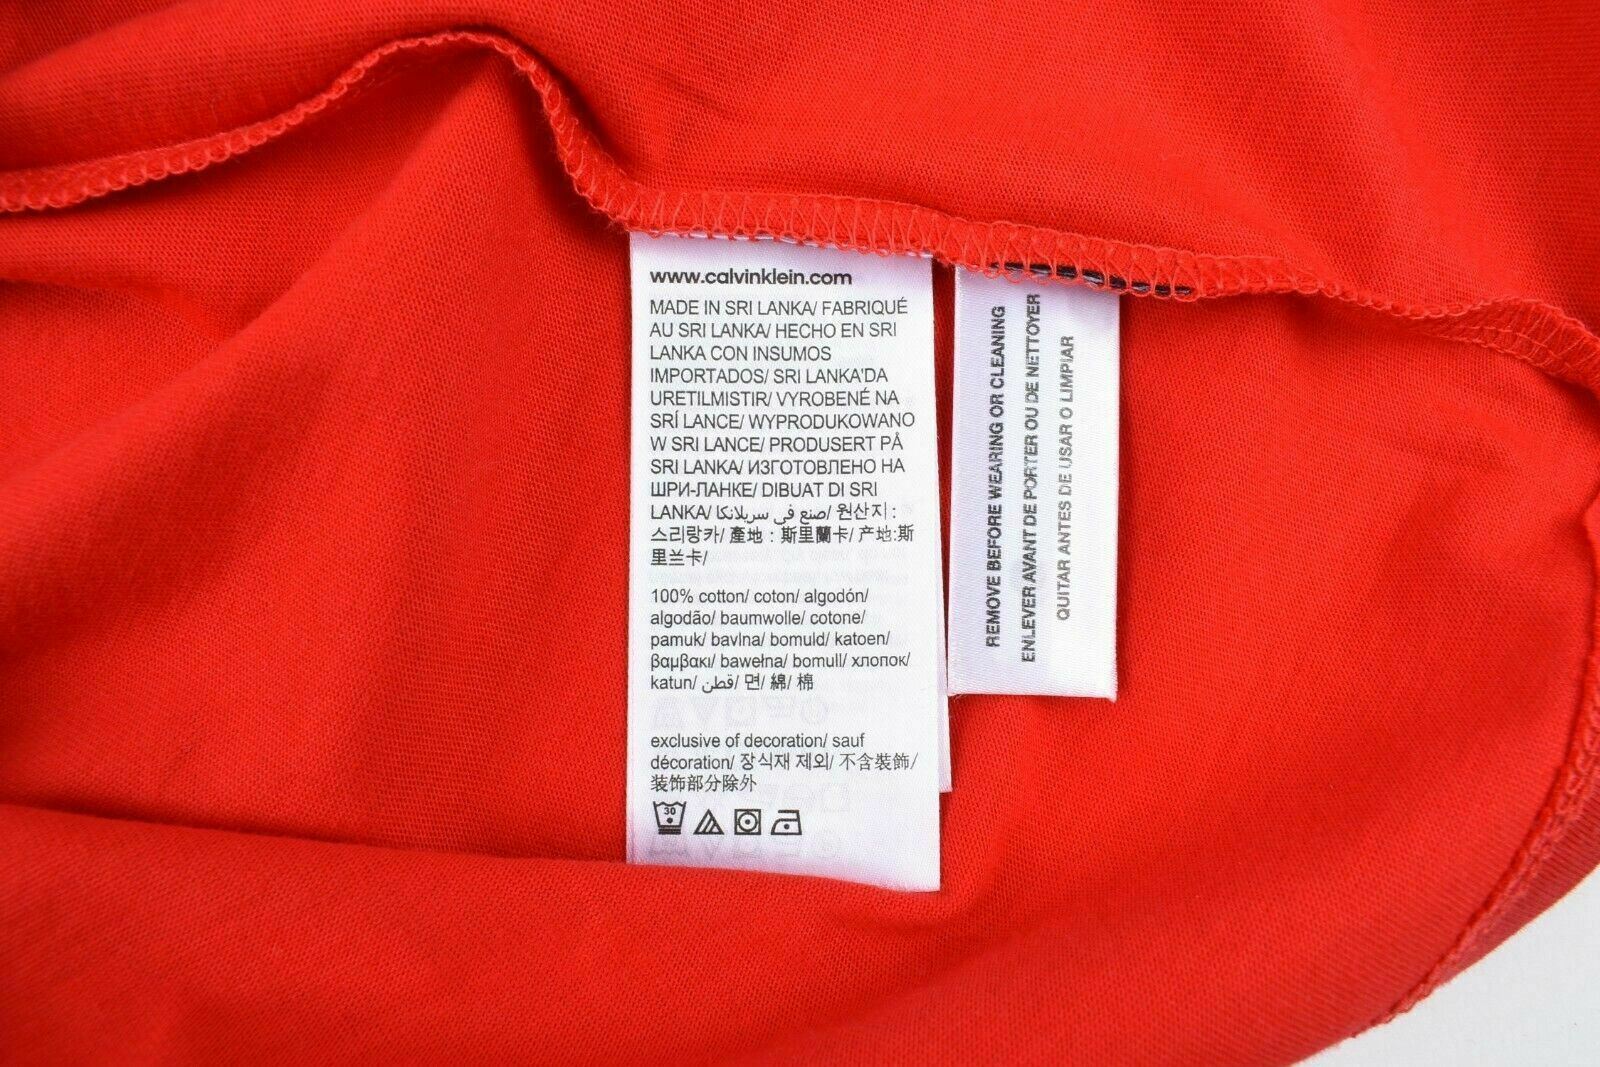 www.calvinklein.com
MADE IN SRI LANKA/ FABRIQUÉ
AU SRI LANKA/ HECHO EN SRI
LANKA CON INSUMOS
IMPORTADOS/ SRI LANKA'DA
URETILMISTIR/ VYROBENÉ NA
SRÍ LANCE/ WYPRODUKOWANO
W SRI LANCE/ PRODUSERT PÅ
SRI LANKA/ ИЗГОТОВЛЕНО НА
ШРИ-ЛАНКЕ/ DIBUAT DI SRI
LANKA/ صنع في سريلانكا/ 원산지 :
스리랑카/ 產地 : 斯里蘭卡/ 产地:斯
里兰卡/
100% cotton/ coton/ algodón/
algodão/ baumwolle/ cotone/
pamuk/ bavlna/ bomuld/ katoen/
βαμβακι/ bawełna/ bomull/ хлопок/
katun/ قطن/ 면/ 綿/ 棉
exclusive of decoration/ sauf
décoration/ 장식재 제외/ 不含裝飾/
装饰部分除外
30
REMOVE BEFORE WEARING OR CLEANING
ENLEVER AVANT DE PORTER OU DE NETTOYER
QUITAR ANTES DE USAR O LIMPIAR